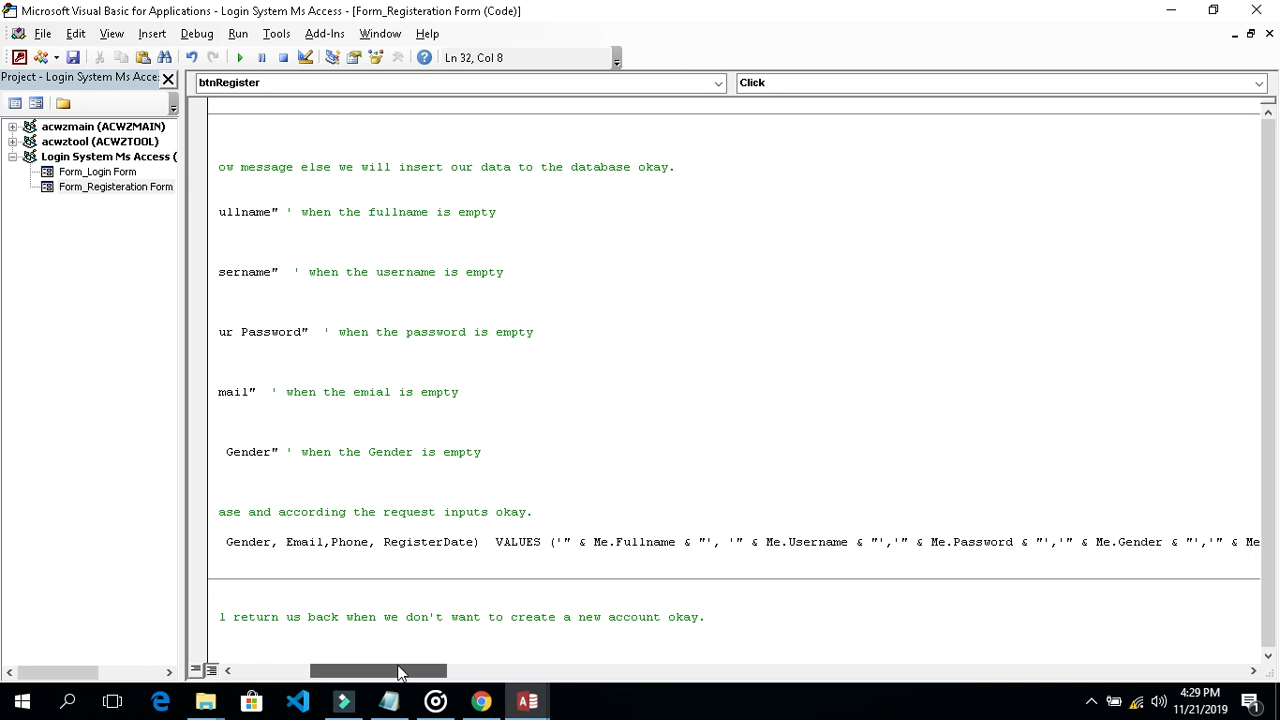 Microsoft Visual Basic for Applications - Login System Ms Access - [Form_Registeration Form (Code)]
File Edit View Insert Debug Run Tools Add-Ins Window Help
Ln 32, Col 8
Project - Login System Ms Acce
btnRegister
Click
acwzmain (ACWZMAIN)
acwztool (ACWZTOOL)
Login System Ms Access (
Form_Login Form
Form_Registeration Form
ow message else we will insert our data to the database okay.
ullname" ' when the fullname is empty
sername"  ' when the username is empty
ur Password"  ' when the password is empty
mail"  ' when the emial is empty
Gender" ' when the Gender is empty
ase and according the request inputs okay.
Gender, Email,Phone, RegisterDate)  VALUES ('" & Me.Fullname & "', '" & Me.Username & "','" & Me.Password & "','" & Me.Gender & "','" & Me
l return us back when we don't want to create a new account okay.
4:29 PM
11/21/2019